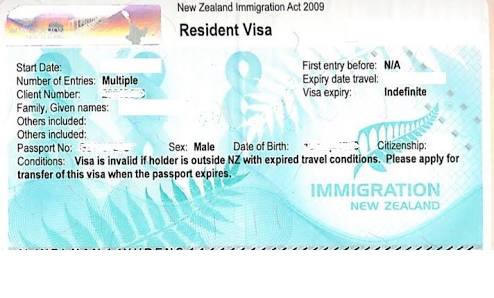 New Zealand Immigration Act 2009
Resident Visa
Start Date:
First entry before: N/A
Number of Entries: Multiple
Expiry date travel:
Client Number:
Visa expiry: Indefinite
Family, Given names:
Others included:
Others included:
Passport No: Sex: Male Date of Birth: Citizenship:
Conditions: Visa is invalid if holder is outside NZ with expired travel conditions. Please apply for
transfer of this visa when the passport expires.
IMMIGRATION
NEW ZEALAND